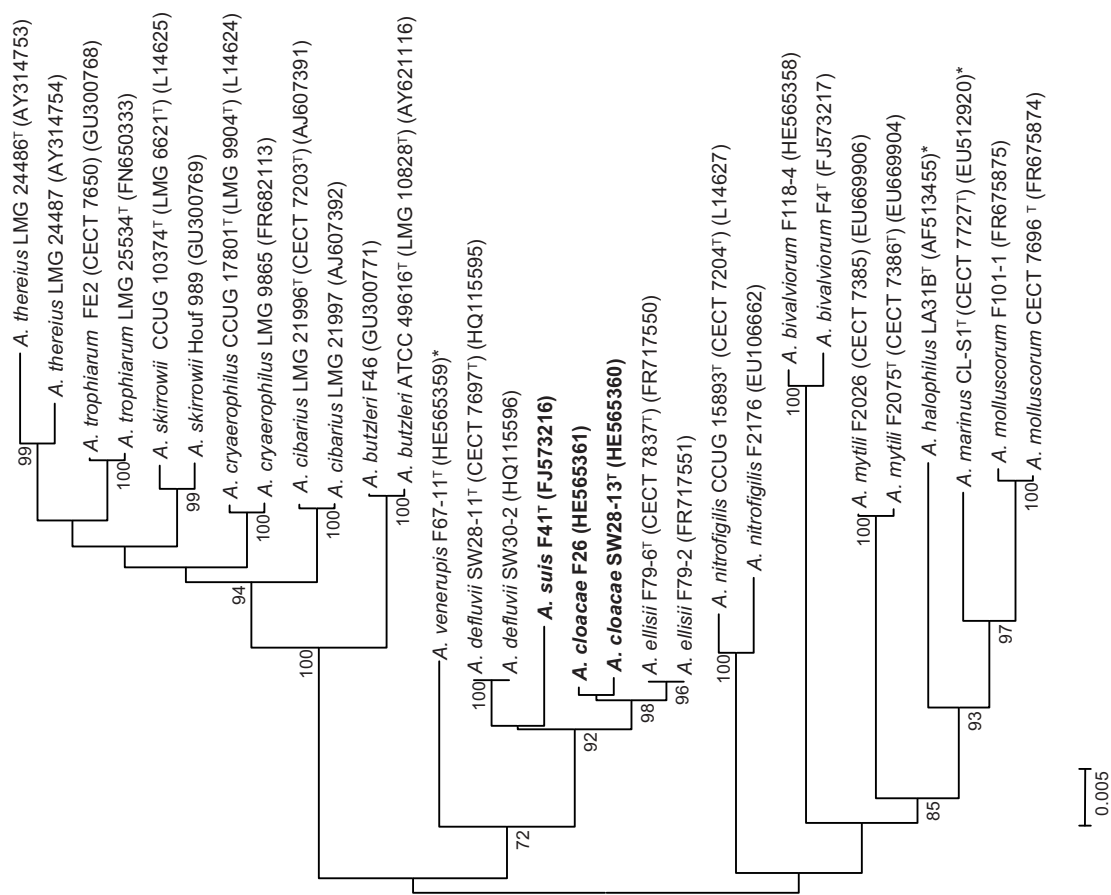 A. thereius LMG 24486ᵀ (AY314753)
A. thereius LMG 24487 (AY314754)
A. trophiarum FE2 (CECT 7650) (GU300768)
A. trophiarum LMG 25534ᵀ (FN650333)
A. skirrowii CCUG 10374ᵀ (LMG 6621ᵀ) (L14625)
A. skirrowii Houf 989 (GU300769)
A. cryaerophilus CCUG 17801ᵀ (LMG 9904ᵀ) (L14624)
A. cryaerophilus LMG 9865 (FR682113)
A. cibarius LMG 21996ᵀ (CECT 7203ᵀ) (AJ607391)
A. cibarius LMG 21997 (AJ607392)
A. butzleri F46 (GU300771)
A. butzleri ATCC 49616ᵀ (LMG 10828ᵀ) (AY621116)
A. venerupis F67-11ᵀ (HE565359)*
A. defluvii SW28-11ᵀ (CECT 7697ᵀ) (HQ115595)
A. defluvii SW30-2 (HQ115596)
A. suis F41ᵀ (FJ573216)
A. cloacae F26 (HE565361)
A. cloacae SW28-13ᵀ (HE565360)
A. ellisii F79-6ᵀ (CECT 7837ᵀ) (FR717550)
A. ellisii F79-2 (FR717551)
A. nitrofigilis CCUG 15893ᵀ (CECT 7204ᵀ) (L14627)
A. nitrofigilis F2176 (EU106662)
A. bivalviorum F118-4 (HE565358)
A. bivalviorum F4ᵀ (FJ573217)
A. mytili F2026 (CECT 7385) (EU669906)
A. mytili F2075ᵀ (CECT 7386ᵀ) (EU669904)
A. halophilus LA31Bᵀ (AF513455)*
A. marinus CL-S1ᵀ (CECT 7727ᵀ) (EU512920)*
A. molluscorum F101-1 (FR675875)
A. molluscorum CECT 7696 ᵀ (FR675874)
99
100
99
100
100
100
94
100
100
98
96
92
72
100
100
100
100
97
93
85
0.005